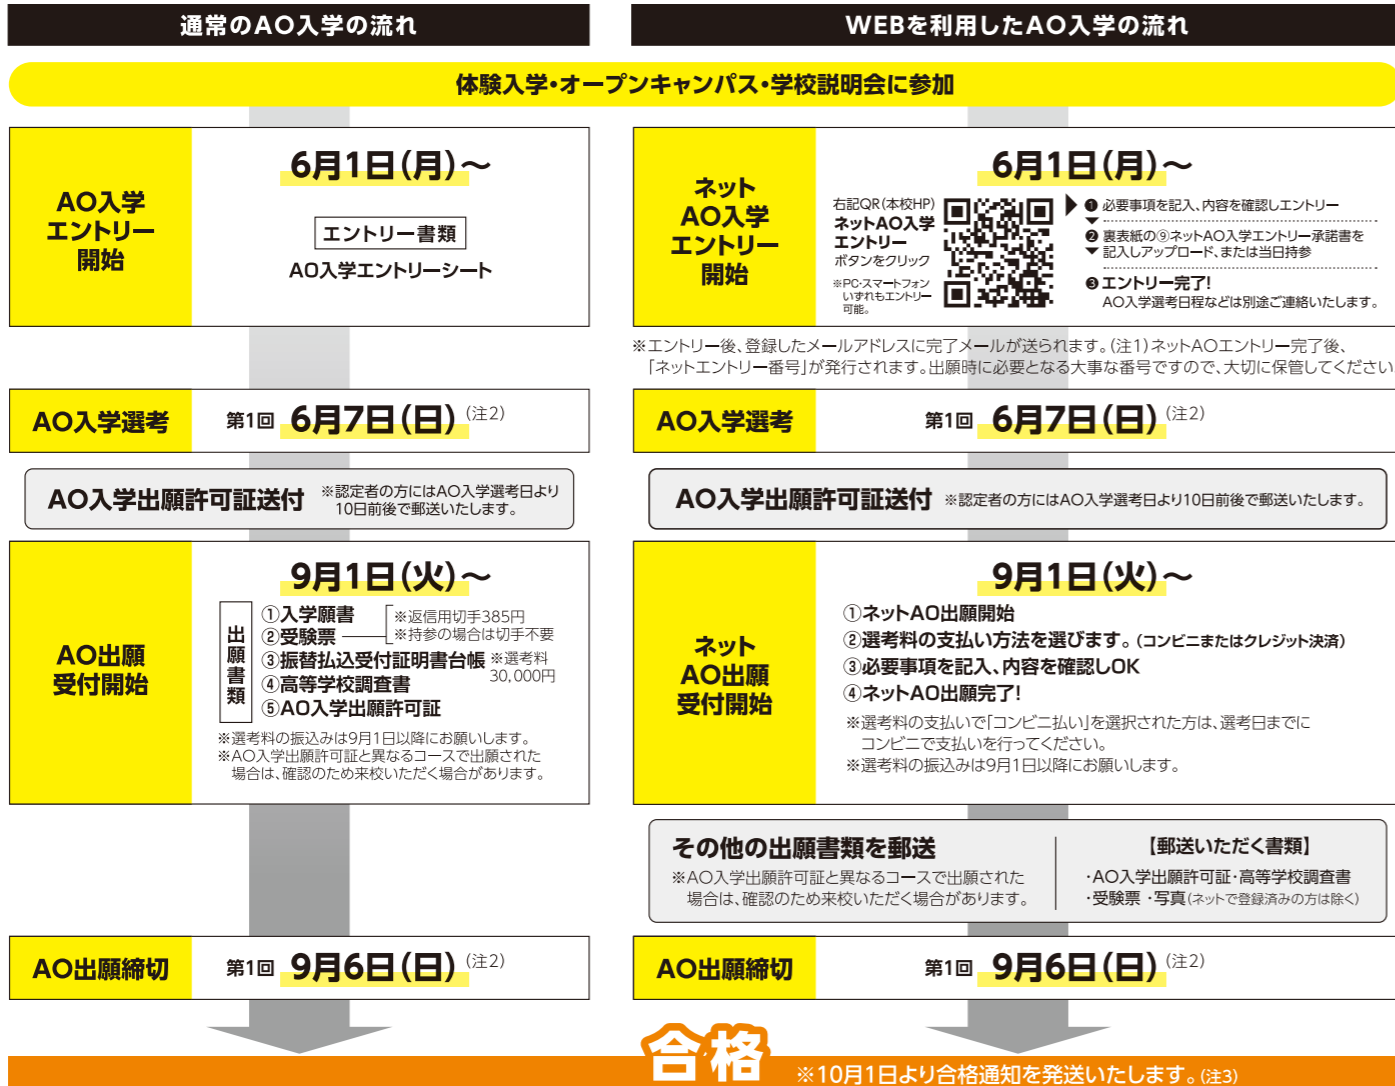 通常のAO入学の流れ
WEBを利用したAO入学の流れ
体験入学・オープンキャンパス・学校説明会に参加
AO入学
エントリー
開始
6月1日(月)〜
エントリー書類
AO入学エントリーシート
ネット
AO入学
エントリー
開始
6月1日(月)〜
右記QR(本校HP)
ネットAO入学
エントリー
ボタンをクリック
※PC・スマートフォン
いずれもエントリー
可能。
❶ 必要事項を記入、内容を確認しエントリー
❷ 裏表紙の⑨ネットAO入学エントリー承諾書を
記入しアップロード、または当日持参
❸ エントリー完了!
AO入学選考日程などは別途ご連絡いたします。
※エントリー後、登録したメールアドレスに完了メールが送られます。(注1)ネットAOエントリー完了後、
「ネットエントリー番号」が発行されます。出願時に必要となる大事な番号ですので、大切に保管してください
AO入学選考
第1回 6月7日(日) (注2)
AO入学選考
第1回 6月7日(日) (注2)
AO入学出願許可証送付 ※認定者の方にはAO入学選考日より
10日前後で郵送いたします。
AO入学出願許可証送付 ※認定者の方にはAO入学選考日より10日前後で郵送いたします。
AO出願
受付開始
9月1日(火)〜
出願書類
①入学願書 ※返信用切手385円
②受験票 ※持参の場合は切手不要
③振替払込受付証明書台帳 ※選考料
30,000円
④高等学校調査書
⑤AO入学出願許可証
※選考料の振込みは9月1日以降にお願いします。
※AO入学出願許可証と異なるコースで出願された
場合は、確認のため来校いただく場合があります。
ネット
AO出願
受付開始
9月1日(火)〜
①ネットAO出願開始
②選考料の支払い方法を選びます。(コンビニまたはクレジット決済)
③必要事項を記入、内容を確認しOK
④ネットAO出願完了!
※選考料の支払いで「コンビニ払い」を選択された方は、選考日までに
コンビニで支払いを行ってください。
※選考料の振込みは9月1日以降にお願いします。
その他の出願書類を郵送
※AO入学出願許可証と異なるコースで出願された
場合は、確認のため来校いただく場合があります。
【郵送いただく書類】
・AO入学出願許可証・高等学校調査書
・受験票 ・写真(ネットで登録済みの方は除く)
AO出願締切
第1回 9月6日(日) (注2)
AO出願締切
第1回 9月6日(日) (注2)
合格
※10月1日より合格通知を発送いたします。(注3)